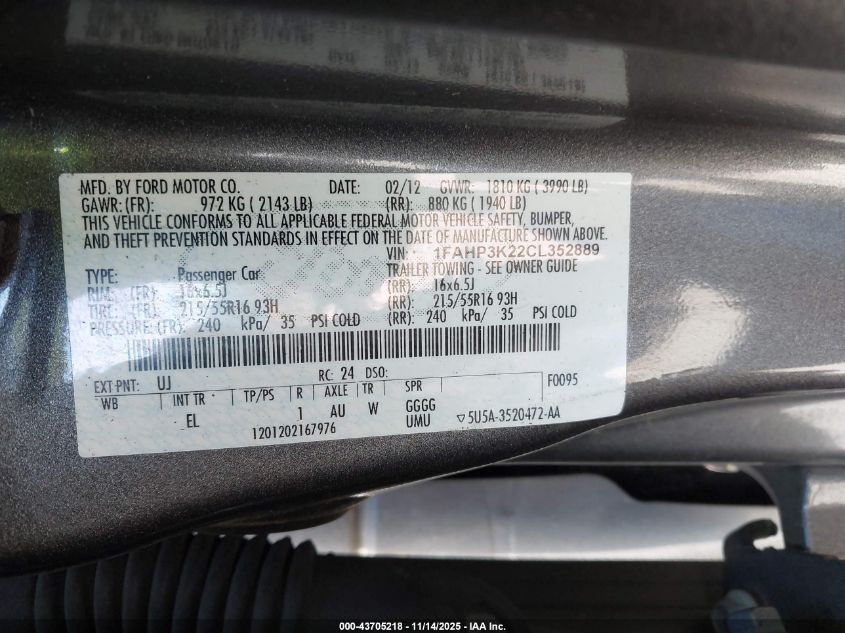 MFD. BY FORD MOTOR CO. DATE: 02/12 GVWR: 1810 KG ( 3990 LB)
GAWR: (FR): 972 KG ( 2143 LB) (RR): 880 KG ( 1940 LB)
THIS VEHICLE CONFORMS TO ALL APPLICABLE FEDERAL MOTOR VEHICLE SAFETY, BUMPER,
AND THEFT PREVENTION STANDARDS IN EFFECT ON THE DATE OF MANUFACTURE SHOWN ABOVE.
VIN: 1FAHP3K22CL352889
TYPE: Passenger Car TRAILER TOWING - SEE OWNER GUIDE
RIMS: (FR) 16x6.5J (RR): 16x6.5J
TIRE: (FR) 215/55R16 93H (RR): 215/55R16 93H
PRESSURE: (FR): 240 kPa/ 35 PSI COLD (RR): 240 kPa/ 35 PSI COLD
EXT PNT: UJ RC: 24 DSO: F0095
WB INT TR TP/PS R AXLE TR SPR
EL 1 AU W GGGG
1201202167976 UMU ▽5U5A-3520472-AA
000-43705218 - 11/14/2025 - IAA Inc.